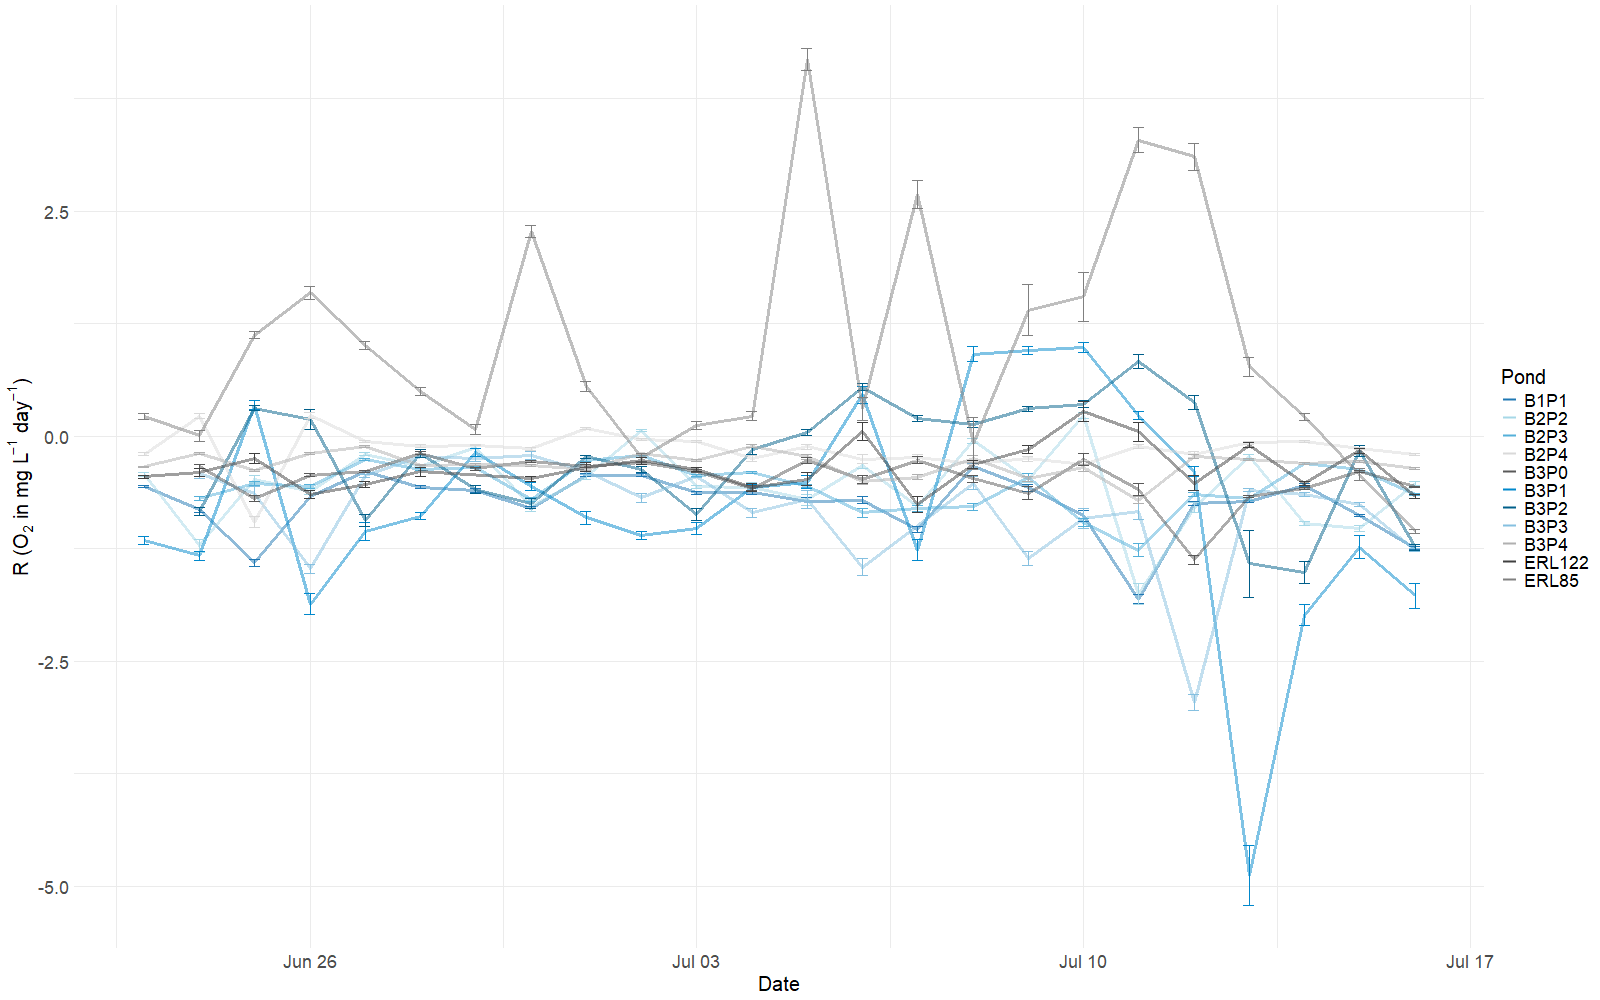 2.5
0.0
-2.5
-5.0
R (O₂ in mg L⁻¹ day⁻¹)
Jun 26
Jul 03
Jul 10
Jul 17
Date
Pond
B1P1
B2P2
B2P3
B2P4
B3P0
B3P1
B3P2
B3P3
B3P4
ERL122
ERL85